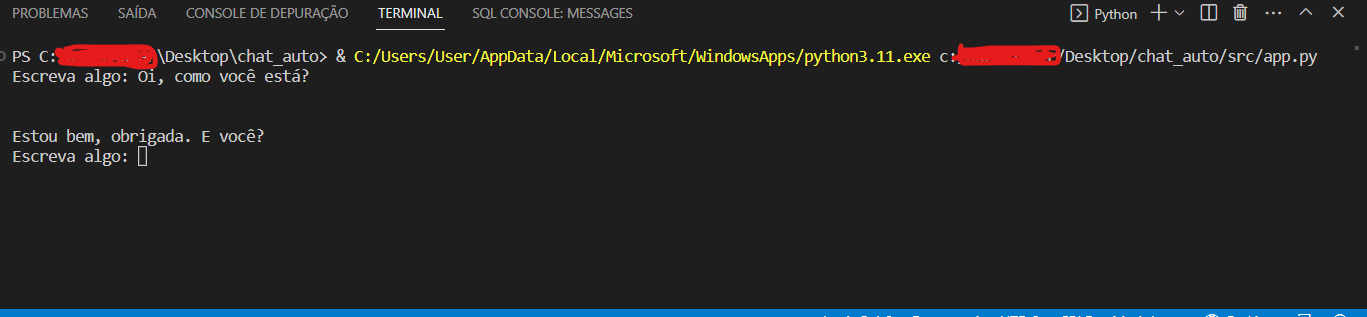 PROBLEMAS SAÍDA CONSOLE DE DEPURAÇÃO TERMINAL SQL CONSOLE: MESSAGES Python
PS C: \Desktop\chat_auto> & C:/Users/User/AppData/Local/Microsoft/WindowsApps/python3.11.exe c: /Desktop/chat_auto/src/app.py
Escreva algo: Oi, como você está?
Estou bem, obrigada. E você?
Escreva algo: